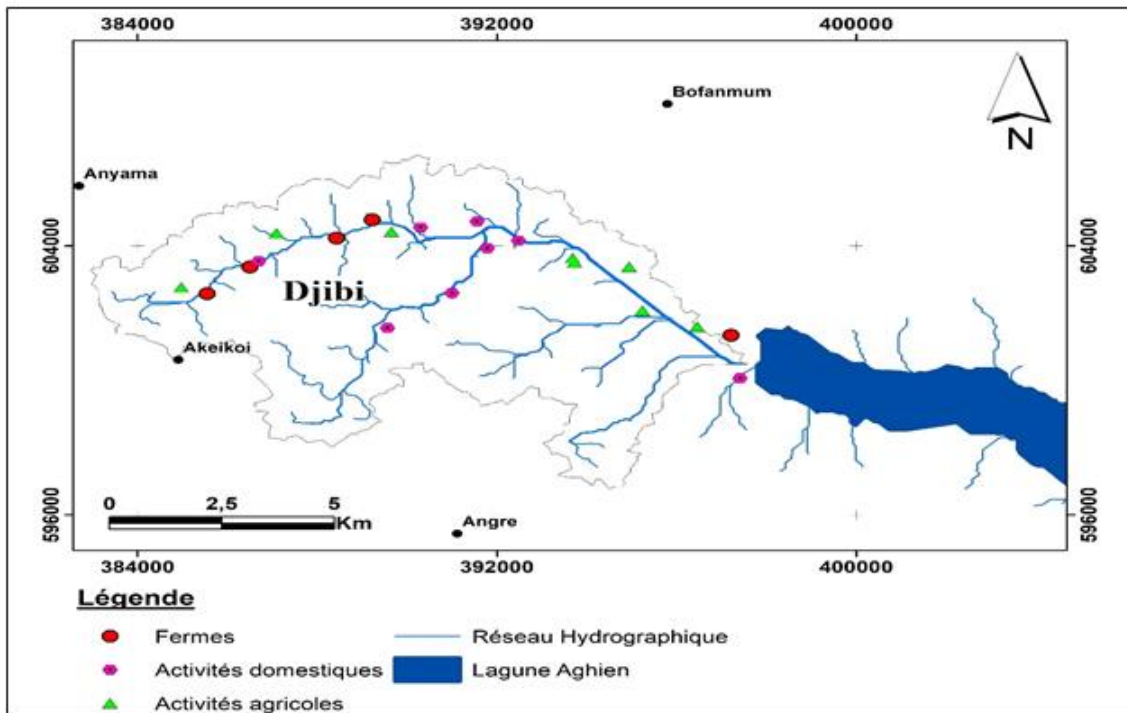 384000 392000 400000
Bofanmum
N
Anyama
604000 604000
Djibi
Akeikoi
0 2,5 5
Km
596000 596000
Angre
384000 392000 400000
Légende
Fermes Réseau Hydrographique
Activités domestiques Lagune Aghien
Activités agricoles